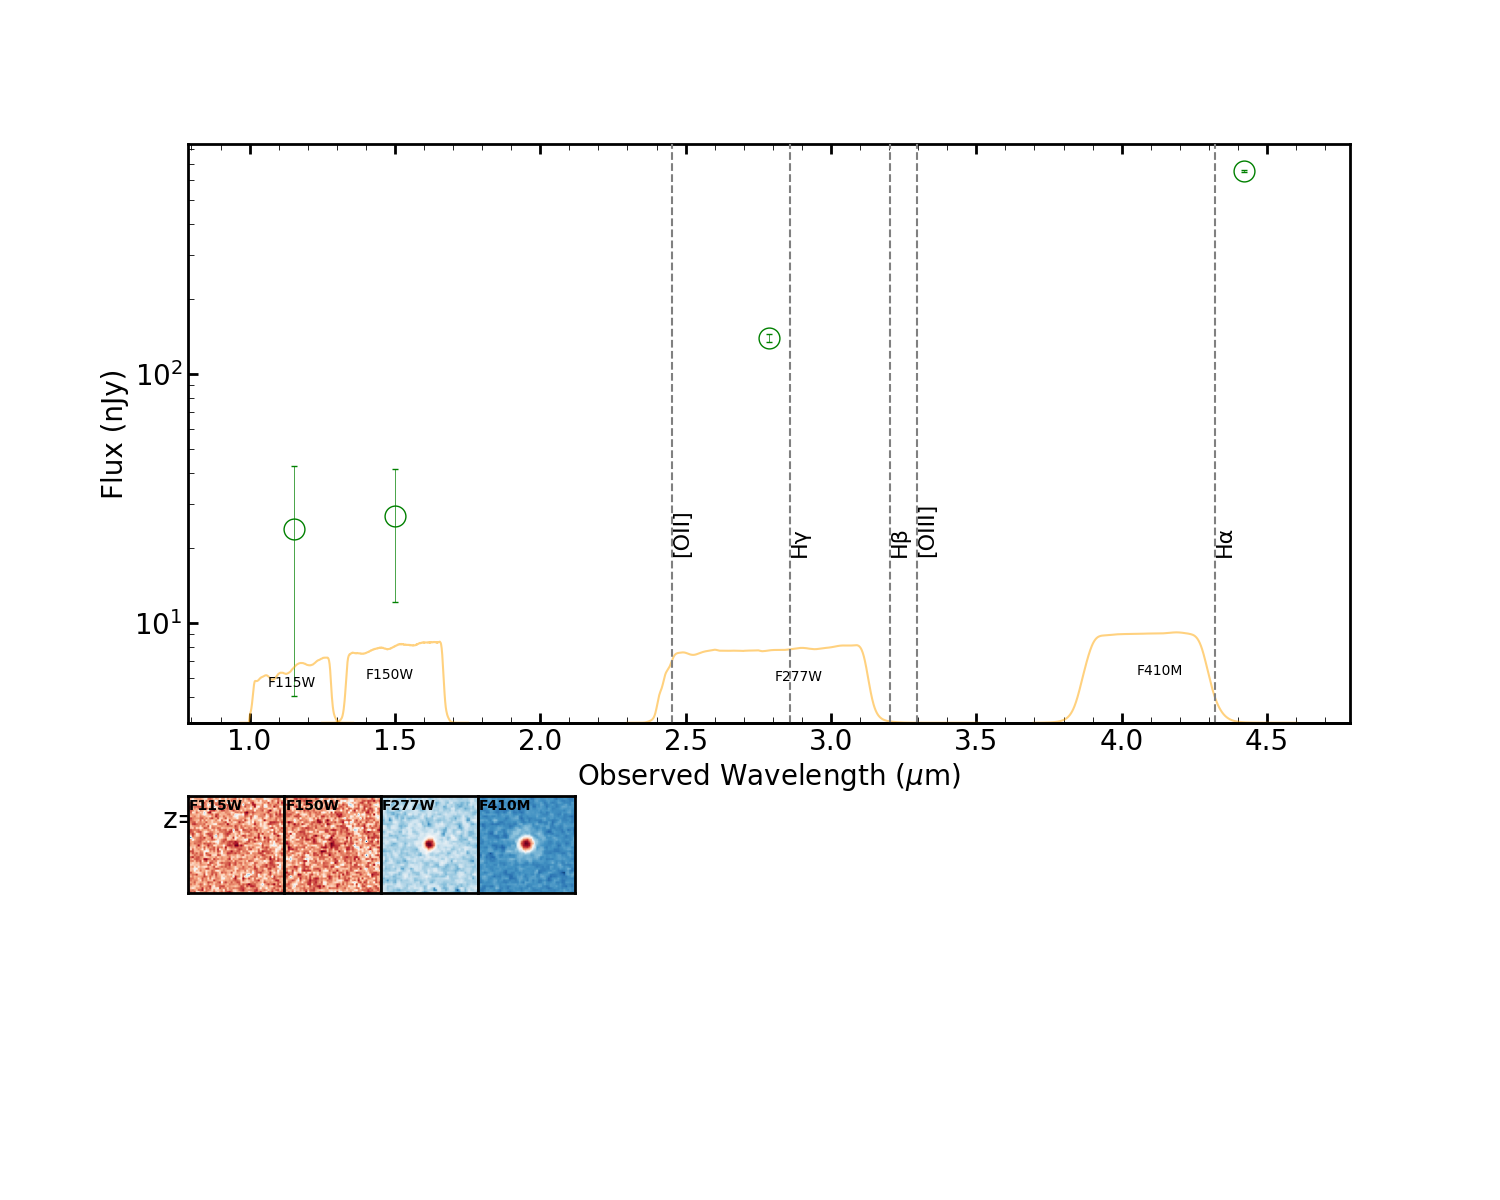 Flux (nJy)
10²
10¹
[OII]
Hγ
Hβ
[OIII]
Hα
F115W
F150W
F277W
F410M
1.0 1.5 2.0 2.5 3.0 3.5 4.0 4.5
Observed Wavelength (μm)
z=
F115W F150W F277W F410M